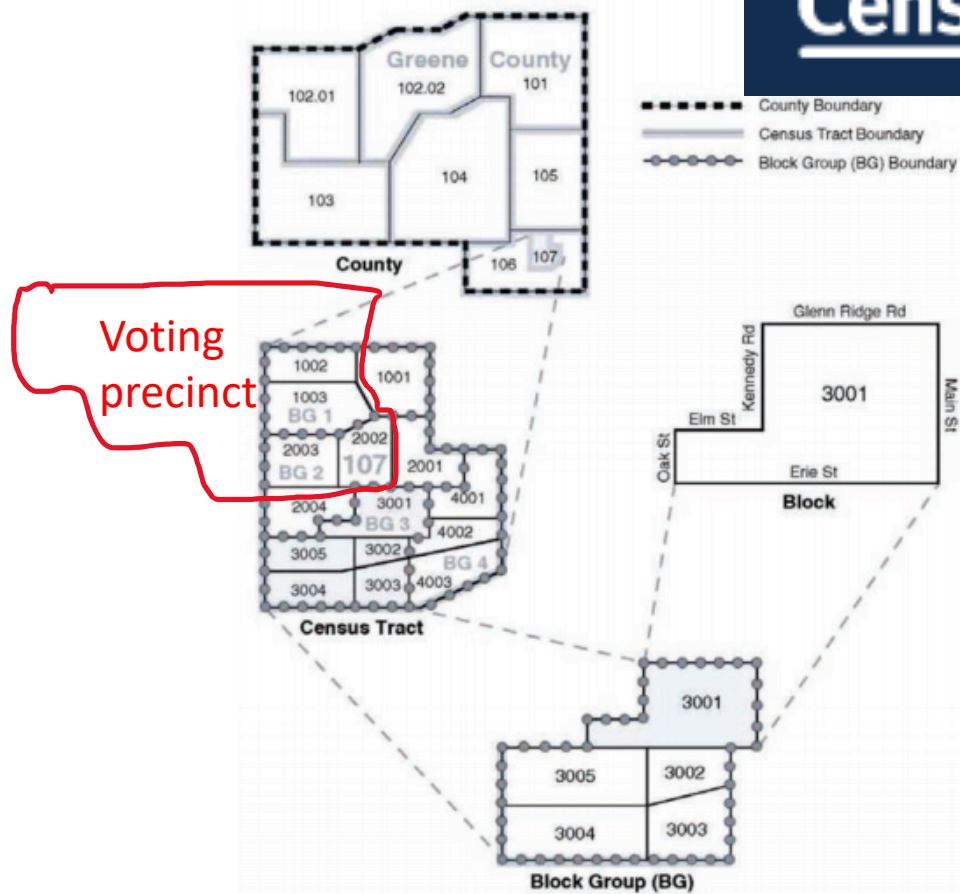 Cens
Greene County
102.01
102.02
101
103
104
105
106
107
County
County Boundary
Census Tract Boundary
Block Group (BG) Boundary
Voting
precinct
1002
1001
1003
BG 1
2002
2003
BG 2
107
2001
2004
3001
BG 3
4001
4002
3005
3002
BG 4
3004
3003
4003
Census Tract
Glenn Ridge Rd
Kennedy Rd
3001
Main St
Elm St
Oak St
Erie St
Block
3001
3005
3002
3004
3003
Block Group (BG)